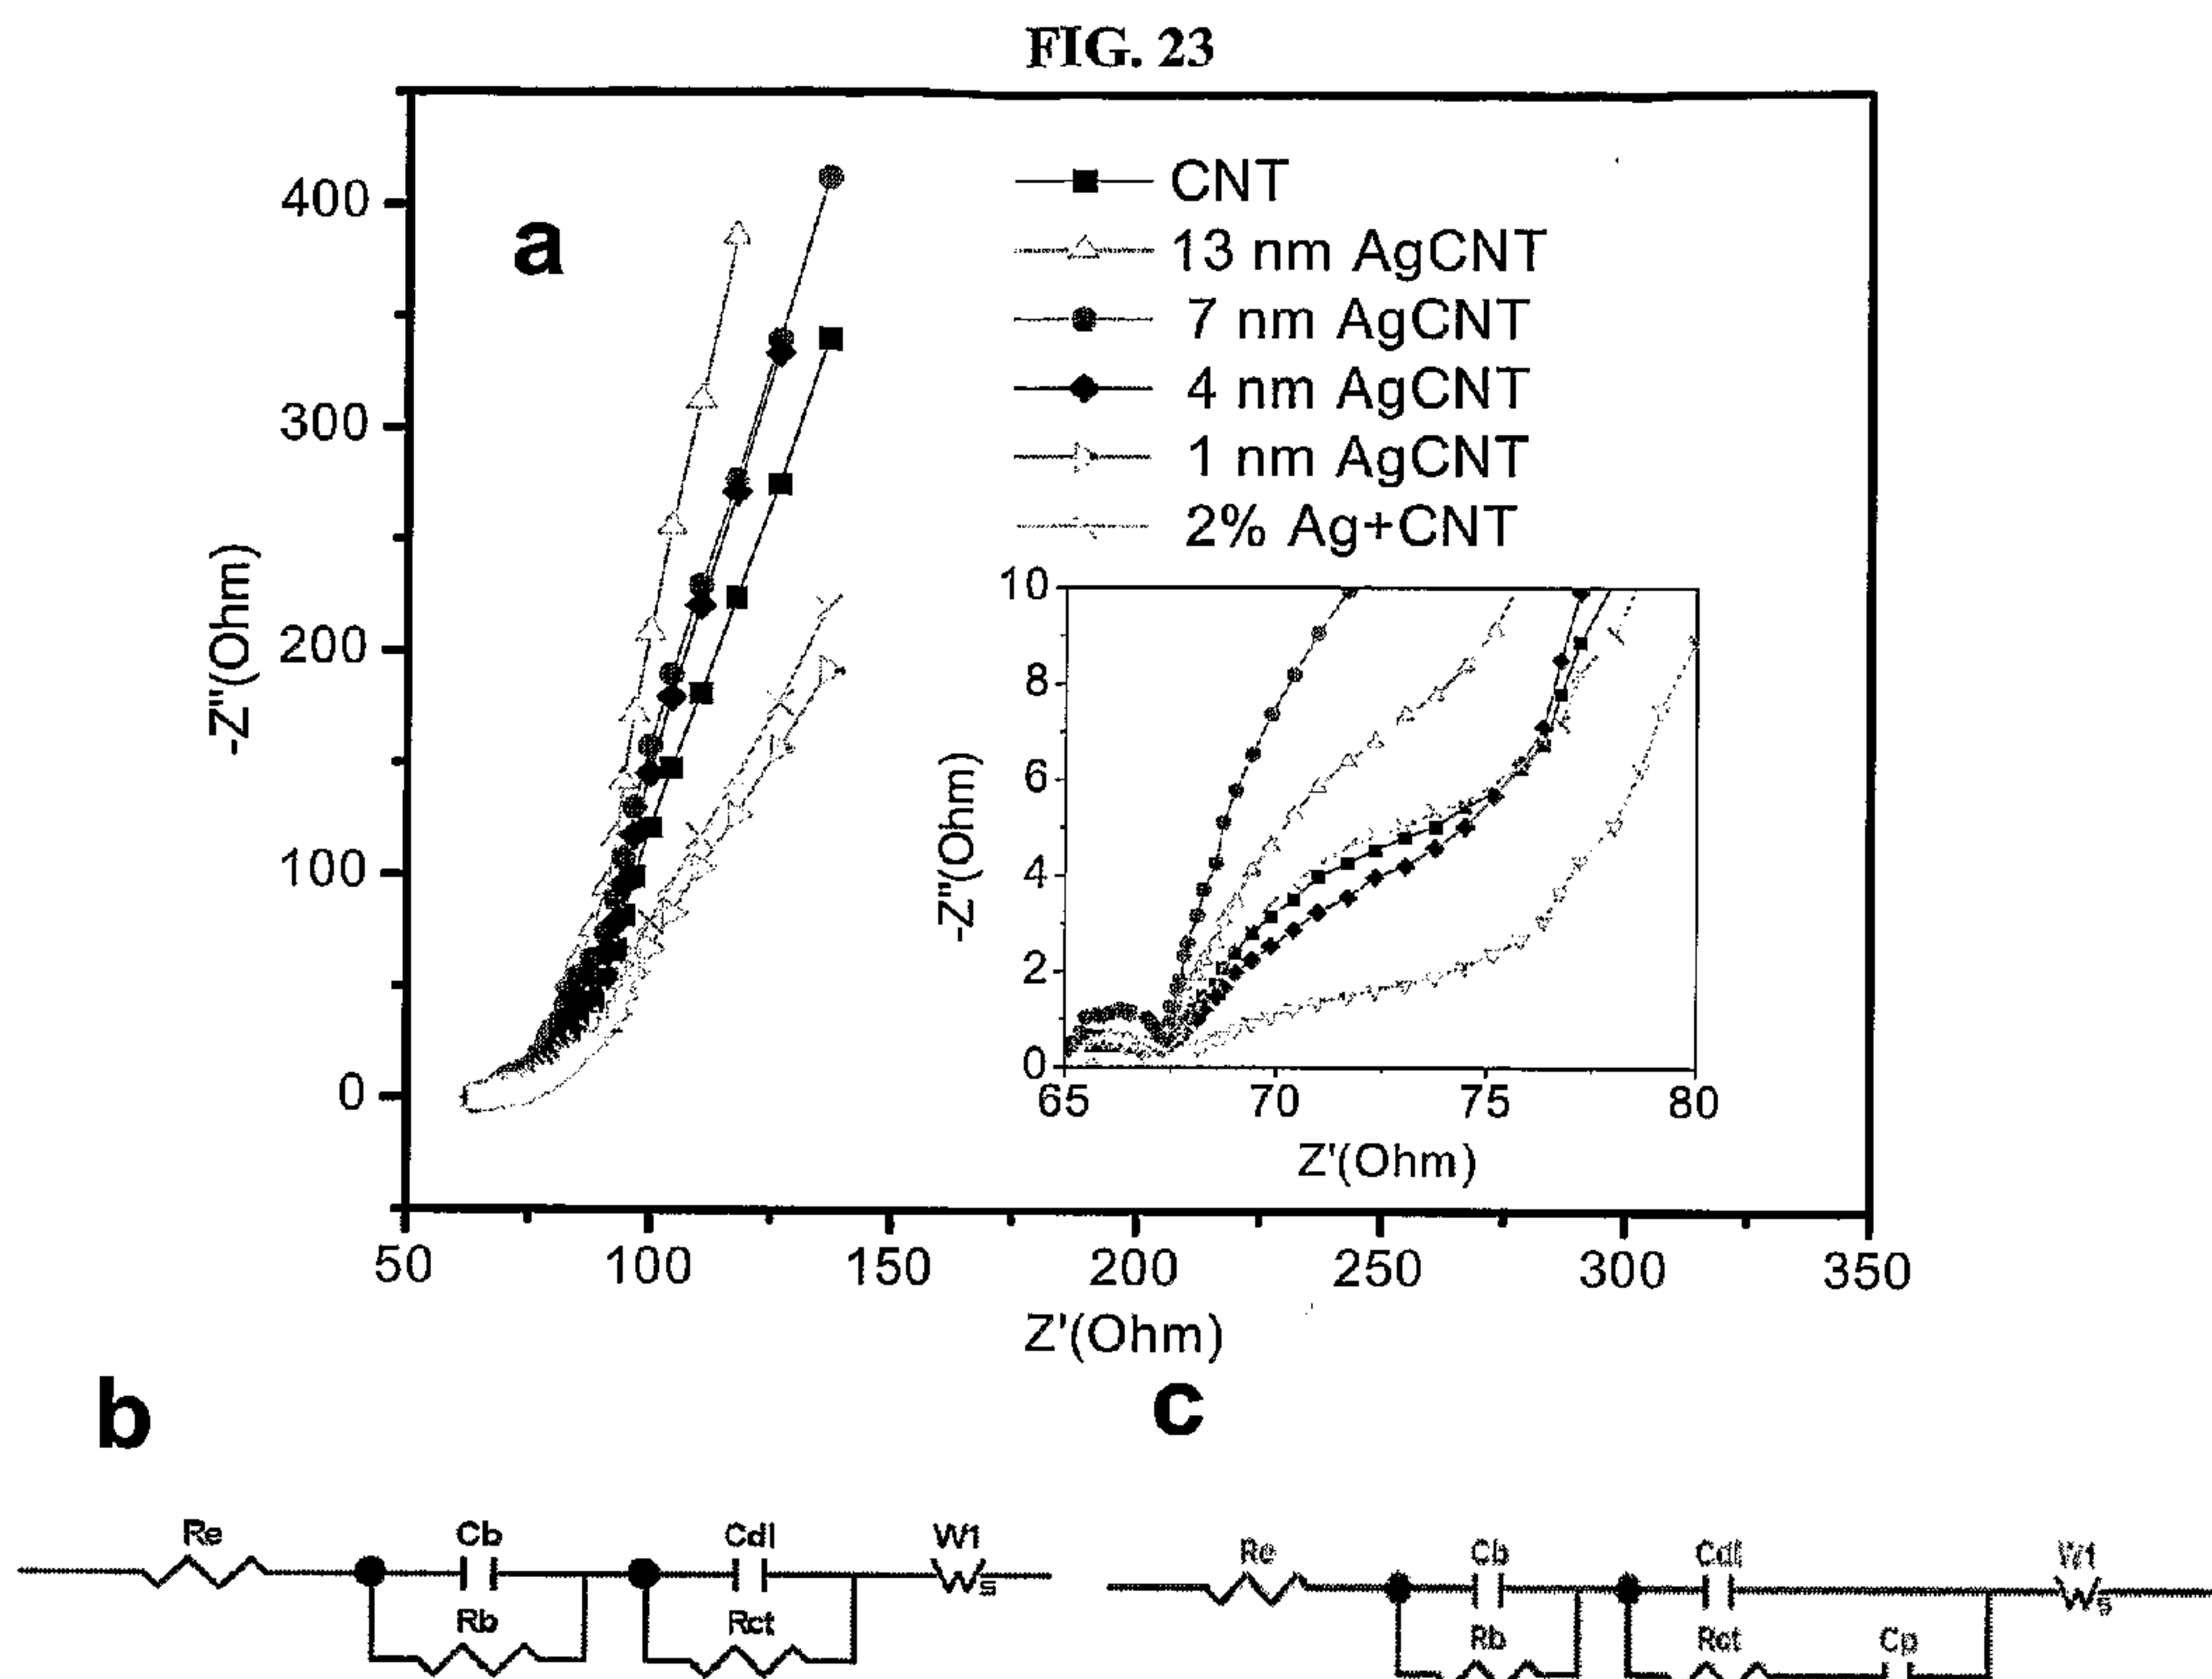 FIG. 23
a
CNT
13 nm AgCNT
7 nm AgCNT
4 nm AgCNT
1 nm AgCNT
2% Ag+CNT
400
300
200
100
0
-Z"(Ohm)
50 100 150 200 250 300 350
Z'(Ohm)
10
8
6
4
2
0
-Z"(Ohm)
65 70 75 80
Z'(Ohm)
b
Re Cb Cdl W1
s
Rb Rct
c
Re Cb Cdl W1
s
Rb Rct Cp